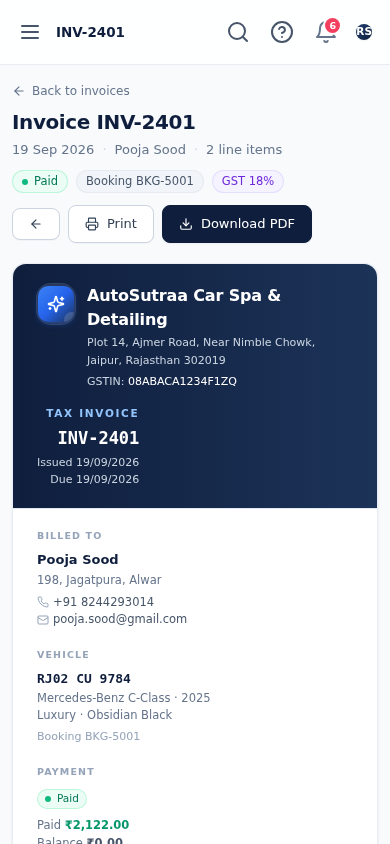 INV-2401
6
RS
Back to invoices
Invoice INV-2401
19 Sep 2026 · Pooja Sood · 2 line items
Paid
Booking BKG-5001
GST 18%
Print
Download PDF
AutoSutraa Car Spa &
Detailing
Plot 14, Ajmer Road, Near Nimble Chowk,
Jaipur, Rajasthan 302019
GSTIN: 08ABACA1234F1ZQ
TAX INVOICE
INV-2401
Issued 19/09/2026
Due 19/09/2026
BILLED TO
Pooja Sood
198, Jagatpura, Alwar
+91 8244293014
pooja.sood@gmail.com
VEHICLE
RJ02 CU 9784
Mercedes-Benz C-Class · 2025
Luxury · Obsidian Black
Booking BKG-5001
PAYMENT
Paid
Paid ₹2,122.00
Balance ₹0.00